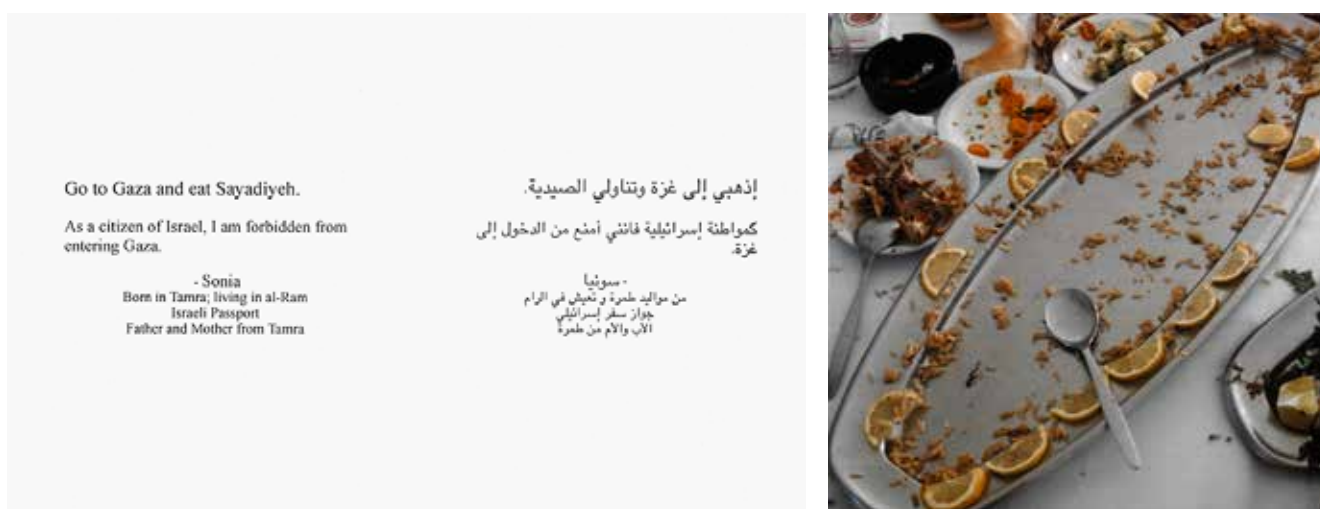 Go to Gaza and eat Sayadiyeh.
As a citizen of Israel, I am forbidden from
entering Gaza.
- Sonia
Born in Tamra; living in al-Ram
Israeli Passport
Father and Mother from Tamra
إذهبي إلى غزة وتناولي الصيدية.
كمواطنة إسرائيلية فانني أمنع من الدخول إلى
غزة.
- سونيا
من مواليد طمرة و تعيش في الرام
جواز سفر إسرائيلي
الأب والأم من طمرة